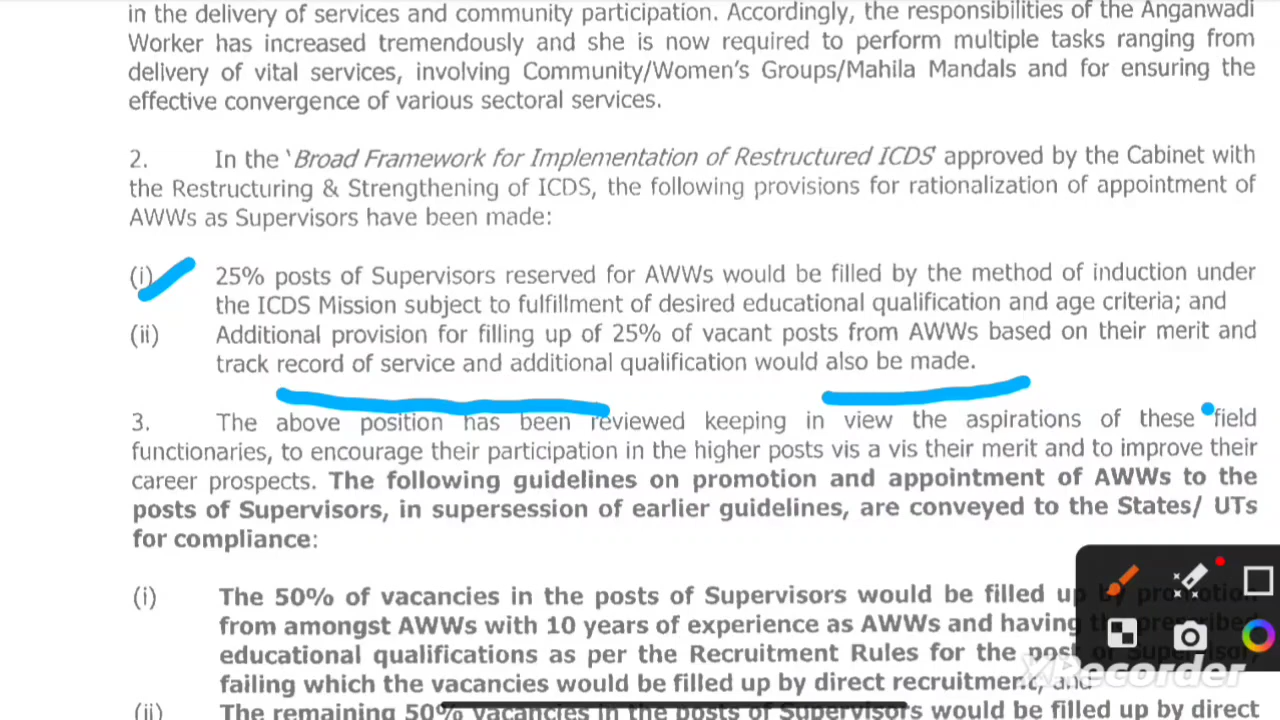 in the delivery of services and community participation. Accordingly, the responsibilities of the Anganwadi
Worker has increased tremendously and she is now required to perform multiple tasks ranging from
delivery of vital services, involving Community/Women's Groups/Mahila Mandals and for ensuring the
effective convergence of various sectoral services.
2. In the 'Broad Framework for Implementation of Restructured ICDS' approved by the Cabinet with
the Restructuring & Strengthening of ICDS, the following provisions for rationalization of appointment of
AWWs as Supervisors have been made:
(i) 25% posts of Supervisors reserved for AWWs would be filled by the method of induction under
the ICDS Mission subject to fulfillment of desired educational qualification and age criteria; and
(ii) Additional provision for filling up of 25% of vacant posts from AWWs based on their merit and
track record of service and additional qualification would also be made.
3. The above position has been reviewed keeping in view the aspirations of these field
functionaries, to encourage their participation in the higher posts vis a vis their merit and to improve their
career prospects. The following guidelines on promotion and appointment of AWWs to the
posts of Supervisors, in supersession of earlier guidelines, are conveyed to the States/ UTs
for compliance:
(i) The 50% of vacancies in the posts of Supervisors would be filled up by promotion
from amongst AWWs with 10 years of experience as AWWs and having the prescribed
educational qualifications as per the Recruitment Rules for the post of Supervisor,
failing which the vacancies would be filled up by direct recruitment, and
XRecorder
(ii) The remaining 50% vacancies in the posts of Supervisors would be filled up by direct